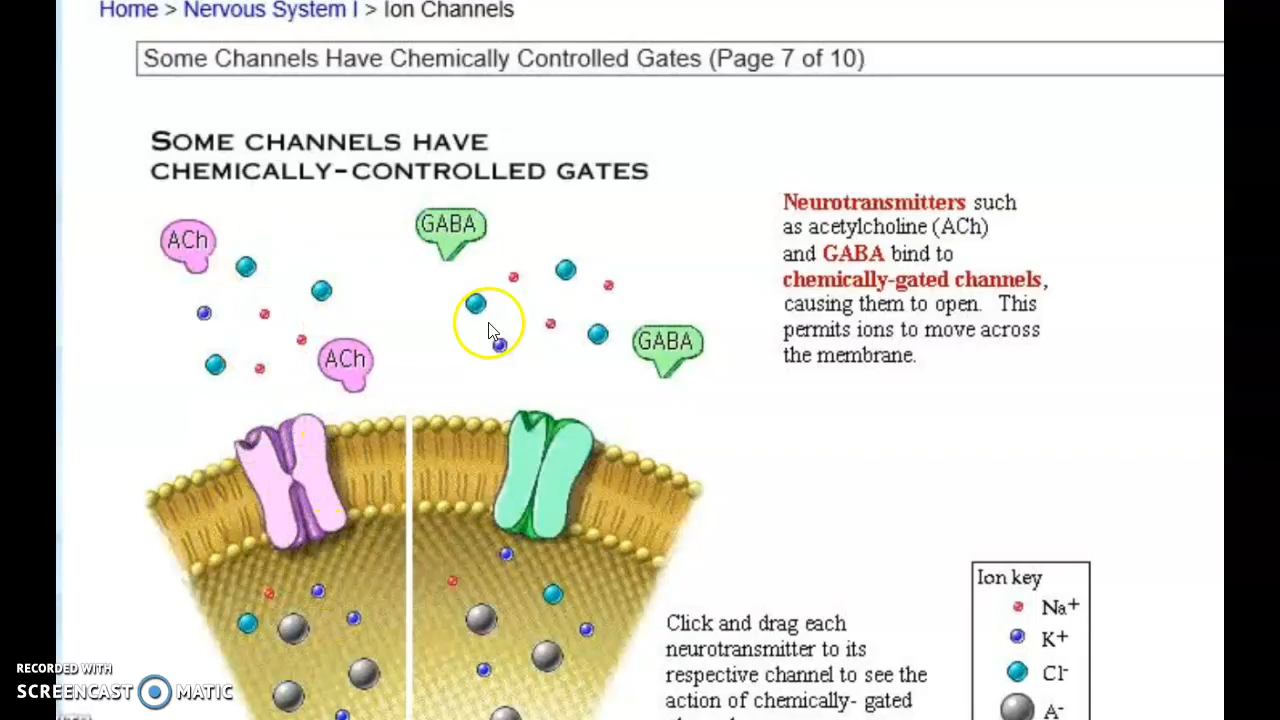 Home > Nervous System I > Ion Channels
Some Channels Have Chemically Controlled Gates (Page 7 of 10)
SOME CHANNELS HAVE
CHEMICALLY-CONTROLLED GATES
ACh
GABA
ACh
GABA
Neurotransmitters such
as acetylcholine (ACh)
and GABA bind to
chemically-gated channels,
causing them to open. This
permits ions to move across
the membrane.
Click and drag each
neurotransmitter to its
respective channel to see the
action of chemically- gated
Ion key
Na+
K+
Cl-
A-
RECORDED WITH
SCREENCAST MATIC